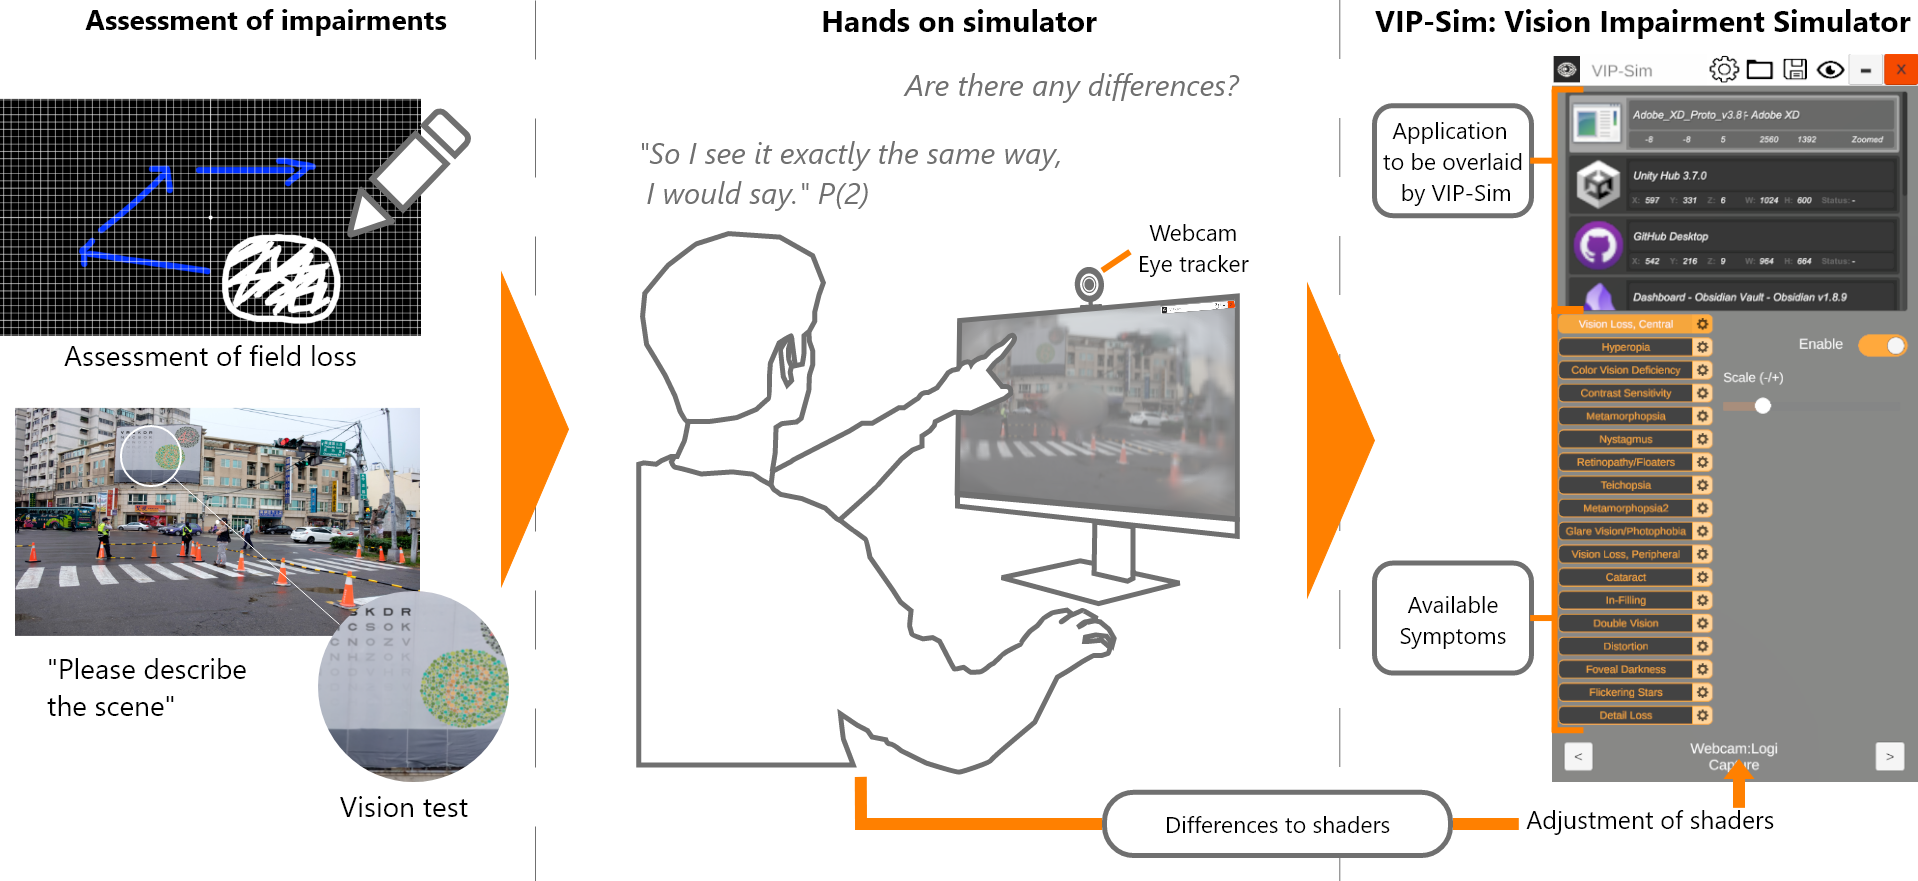 Assessment of impairments
Assessment of field loss
"Please describe
the scene"
K D R
C S O K
C N O Z V
Vision test
Hands on simulator
Are there any differences?
"So I see it exactly the same way,
I would say." P(2)
Webcam
Eye tracker
Differences to shaders
VIP-Sim: Vision Impairment Simulator
Application
to be overlaid
by VIP-Sim
Available
Symptoms
VIP-Sim
X
Adobe_XD_Proto_v3.8 - Adobe XD
-8 -8 5 2560 1392 Zoomed
Unity Hub 3.7.0
X: 597 Y: 331 Z: 6 W: 1024 H: 600 Status: -
GitHub Desktop
X: 542 Y: 216 Z: 9 W: 964 H: 664 Status: -
Dashboard - Obsidian Vault - Obsidian v1.8.9
Vision Loss, Central
Hyperopia
Color Vision Deficiency
Contrast Sensitivity
Metamorphopsia
Nystagmus
Retinopathy/Floaters
Teichopsia
Metamorphopsia2
Glare Vision/Photophobia
Vision Loss, Peripheral
Cataract
In-Filling
Double Vision
Distortion
Foveal Darkness
Flickering Stars
Detail Loss
Enable
Scale (-/+)
<
Webcam:Logi
Capture
>
Adjustment of shaders